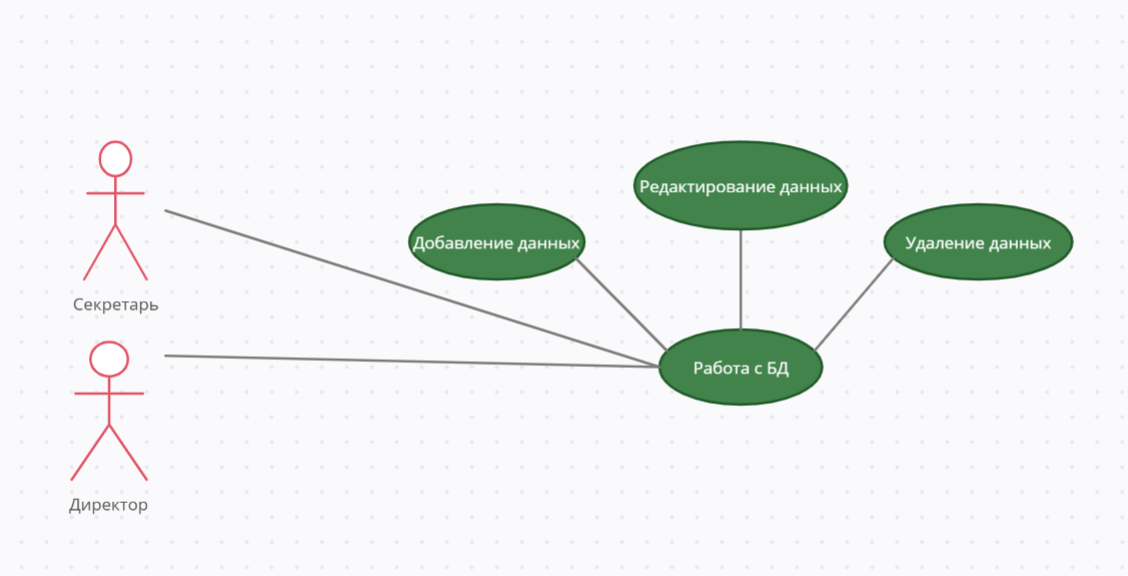 Редактирование данных
Добавление данных
Удаление данных
Секретарь
Работа с БД
Директор